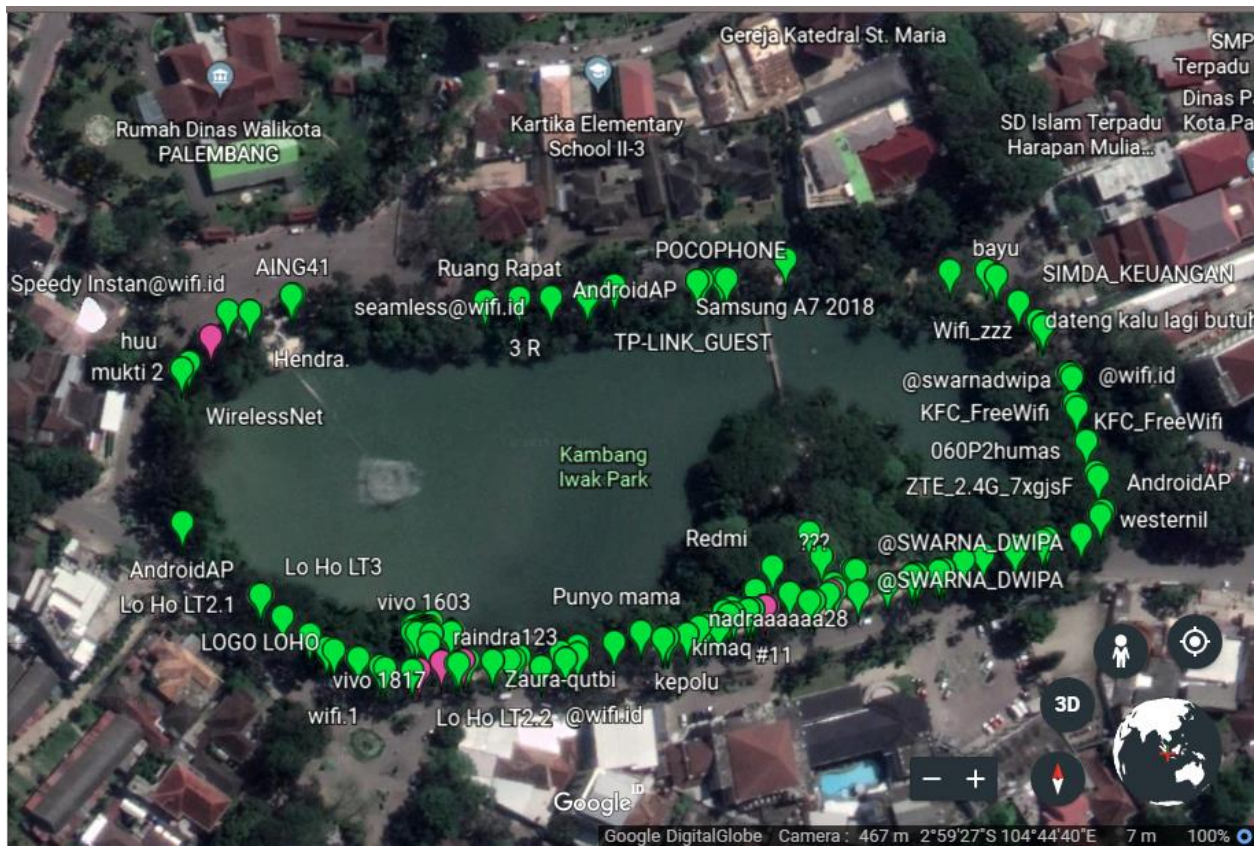 Gereja Katedral St. Maria
SMP
Terpadu
Dinas P
Kota Pa
Rumah Dinas Walikota
PALEMBANG
Kartika Elementary
School II-3
SD Islam Terpadu
Harapan Mulia...
POCOPHONE
bayu
AING41
Ruang Rapat
SIMDA_KEUANGAN
Speedy Instan@wifi.id
AndroidAP
seamless@wifi.id
Samsung A7 2018
dateng kalu lagi butuh
Wifi_zzz
huu
3 R
TP-LINK_GUEST
Hendra.
mukti 2
@swarnadwipa
@wifi.id
WirelessNet
KFC_FreeWifi
KFC_FreeWifi
Kambang
Iwak Park
060P2humas
ZTE_2.4G_7xgjsF
AndroidAP
westernil
Redmi
???
@SWARNA_DWIPA
AndroidAP
Lo Ho LT3
@SWARNA_DWIPA
Lo Ho LT2.1
vivo 1603
Punyo mama
nadraaaaaa28
LOGO LOHO
raindra123
kimaq
#11
vivo 1817
Zaura-qutbi
kepolu
wifi.1
Lo Ho LT2.2
@wifi.id
3D
Google
ID
Google DigitalGlobe Camera : 467 m 2°59'27"S 104°44'40"E 7 m 100%